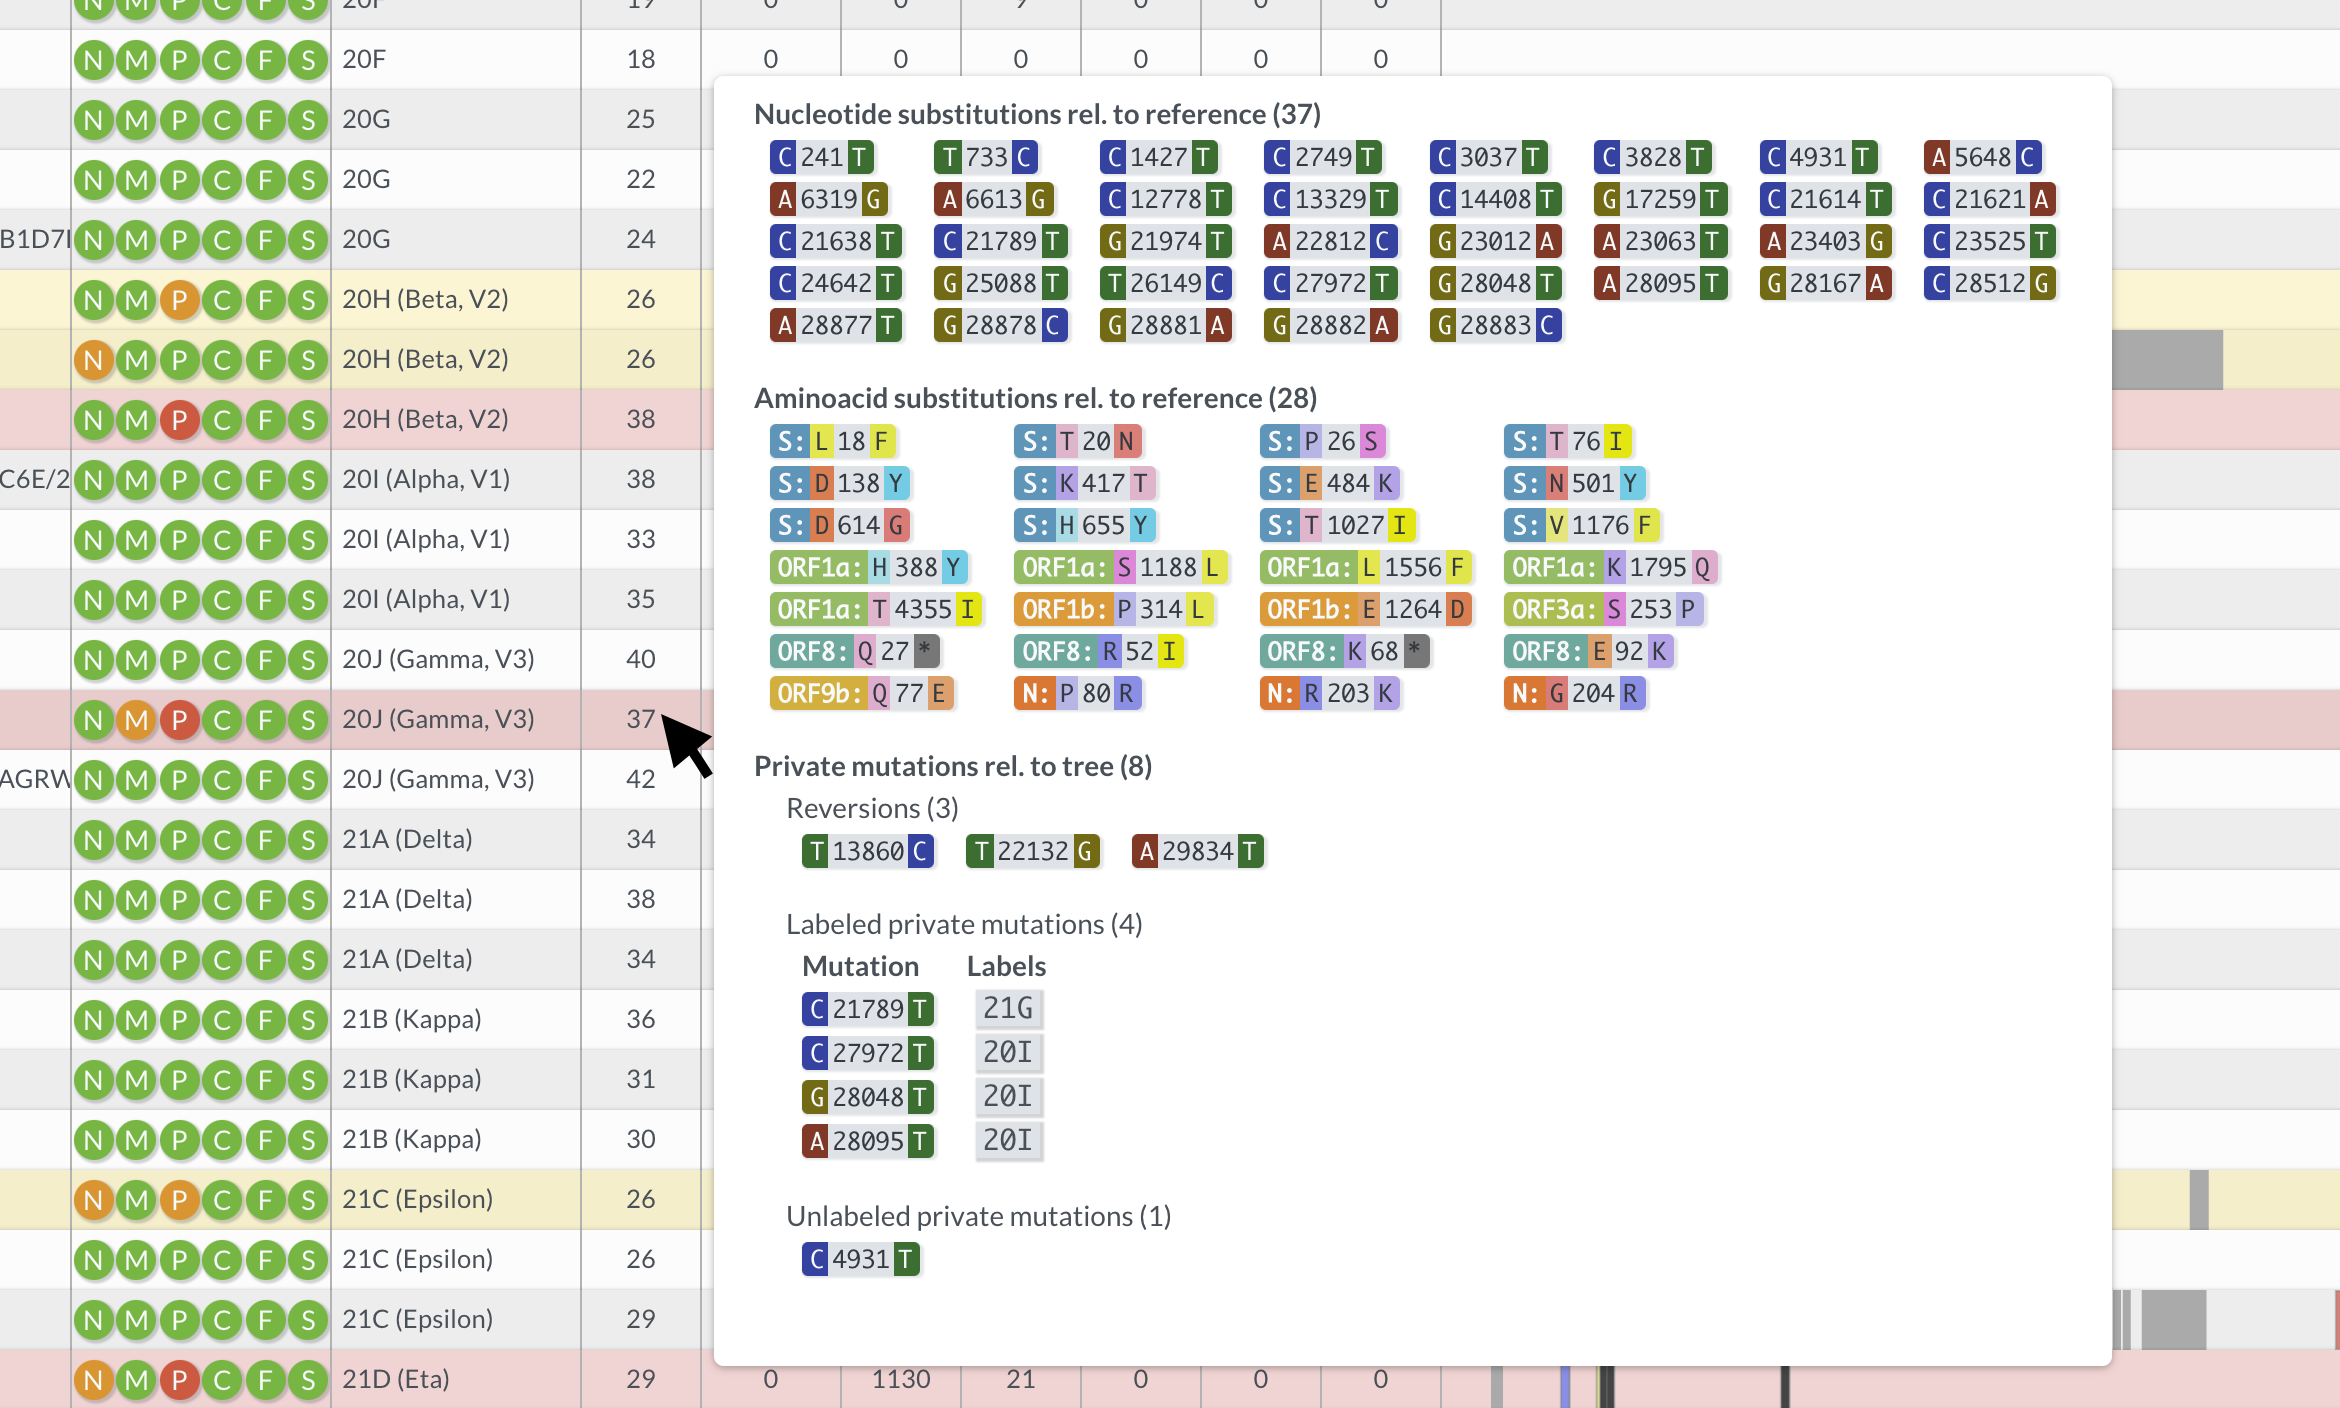 N M P C F S 20F 19 0 0 9 0 0 0
N M P C F S 20F 18 0 0 0 0 0 0
N M P C F S 20G 25
N M P C F S 20G 22
B1D7 N M P C F S 20G 24
N M P C F S 20H (Beta, V2) 26
N M P C F S 20H (Beta, V2) 26
N M P C F S 20H (Beta, V2) 38
C6E/2 N M P C F S 20I (Alpha, V1) 38
N M P C F S 20I (Alpha, V1) 33
N M P C F S 20I (Alpha, V1) 35
N M P C F S 20J (Gamma, V3) 40
N M P C F S 20J (Gamma, V3) 37
AGRW N M P C F S 20J (Gamma, V3) 42
N M P C F S 21A (Delta) 34
N M P C F S 21A (Delta) 38
N M P C F S 21A (Delta) 34
N M P C F S 21B (Kappa) 36
N M P C F S 21B (Kappa) 31
N M P C F S 21B (Kappa) 30
N M P C F S 21C (Epsilon) 26
N M P C F S 21C (Epsilon) 26
N M P C F S 21C (Epsilon) 29
N M P C F S 21D (Eta) 29 0 1130 21 0 0 0
Nucleotide substitutions rel. to reference (37)
C241T T733C C1427T C2749T C3037T C3828T C4931T A5648C
A6319G A6613G C12778T C13329T C14408T G17259T C21614T C21621A
C21638T C21789T G21974T A22812C G23012A A23063T A23403G C23525T
C24642T G25088T T26149C C27972T G28048T A28095T G28167A C28512G
A28877T G28878C G28881A G28882A G28883C
Aminoacid substitutions rel. to reference (28)
S:L18F S:T20N S:P26S S:T76I
S:D138Y S:K417T S:E484K S:N501Y
S:D614G S:H655Y S:T1027I S:V1176F
ORF1a:H388Y ORF1a:S1188L ORF1a:L1556F ORF1a:K1795Q
ORF1a:T4355I ORF1b:P314L ORF1b:E1264D ORF3a:S253P
ORF8:Q27* ORF8:R52I ORF8:K68* ORF8:E92K
ORF9b:Q77E N:P80R N:R203K N:G204R
Private mutations rel. to tree (8)
Reversions (3)
T13860C T22132G A29834T
Labeled private mutations (4)
Mutation Labels
C21789T 21G
C27972T 20I
G28048T 20I
A28095T 20I
Unlabeled private mutations (1)
C4931T